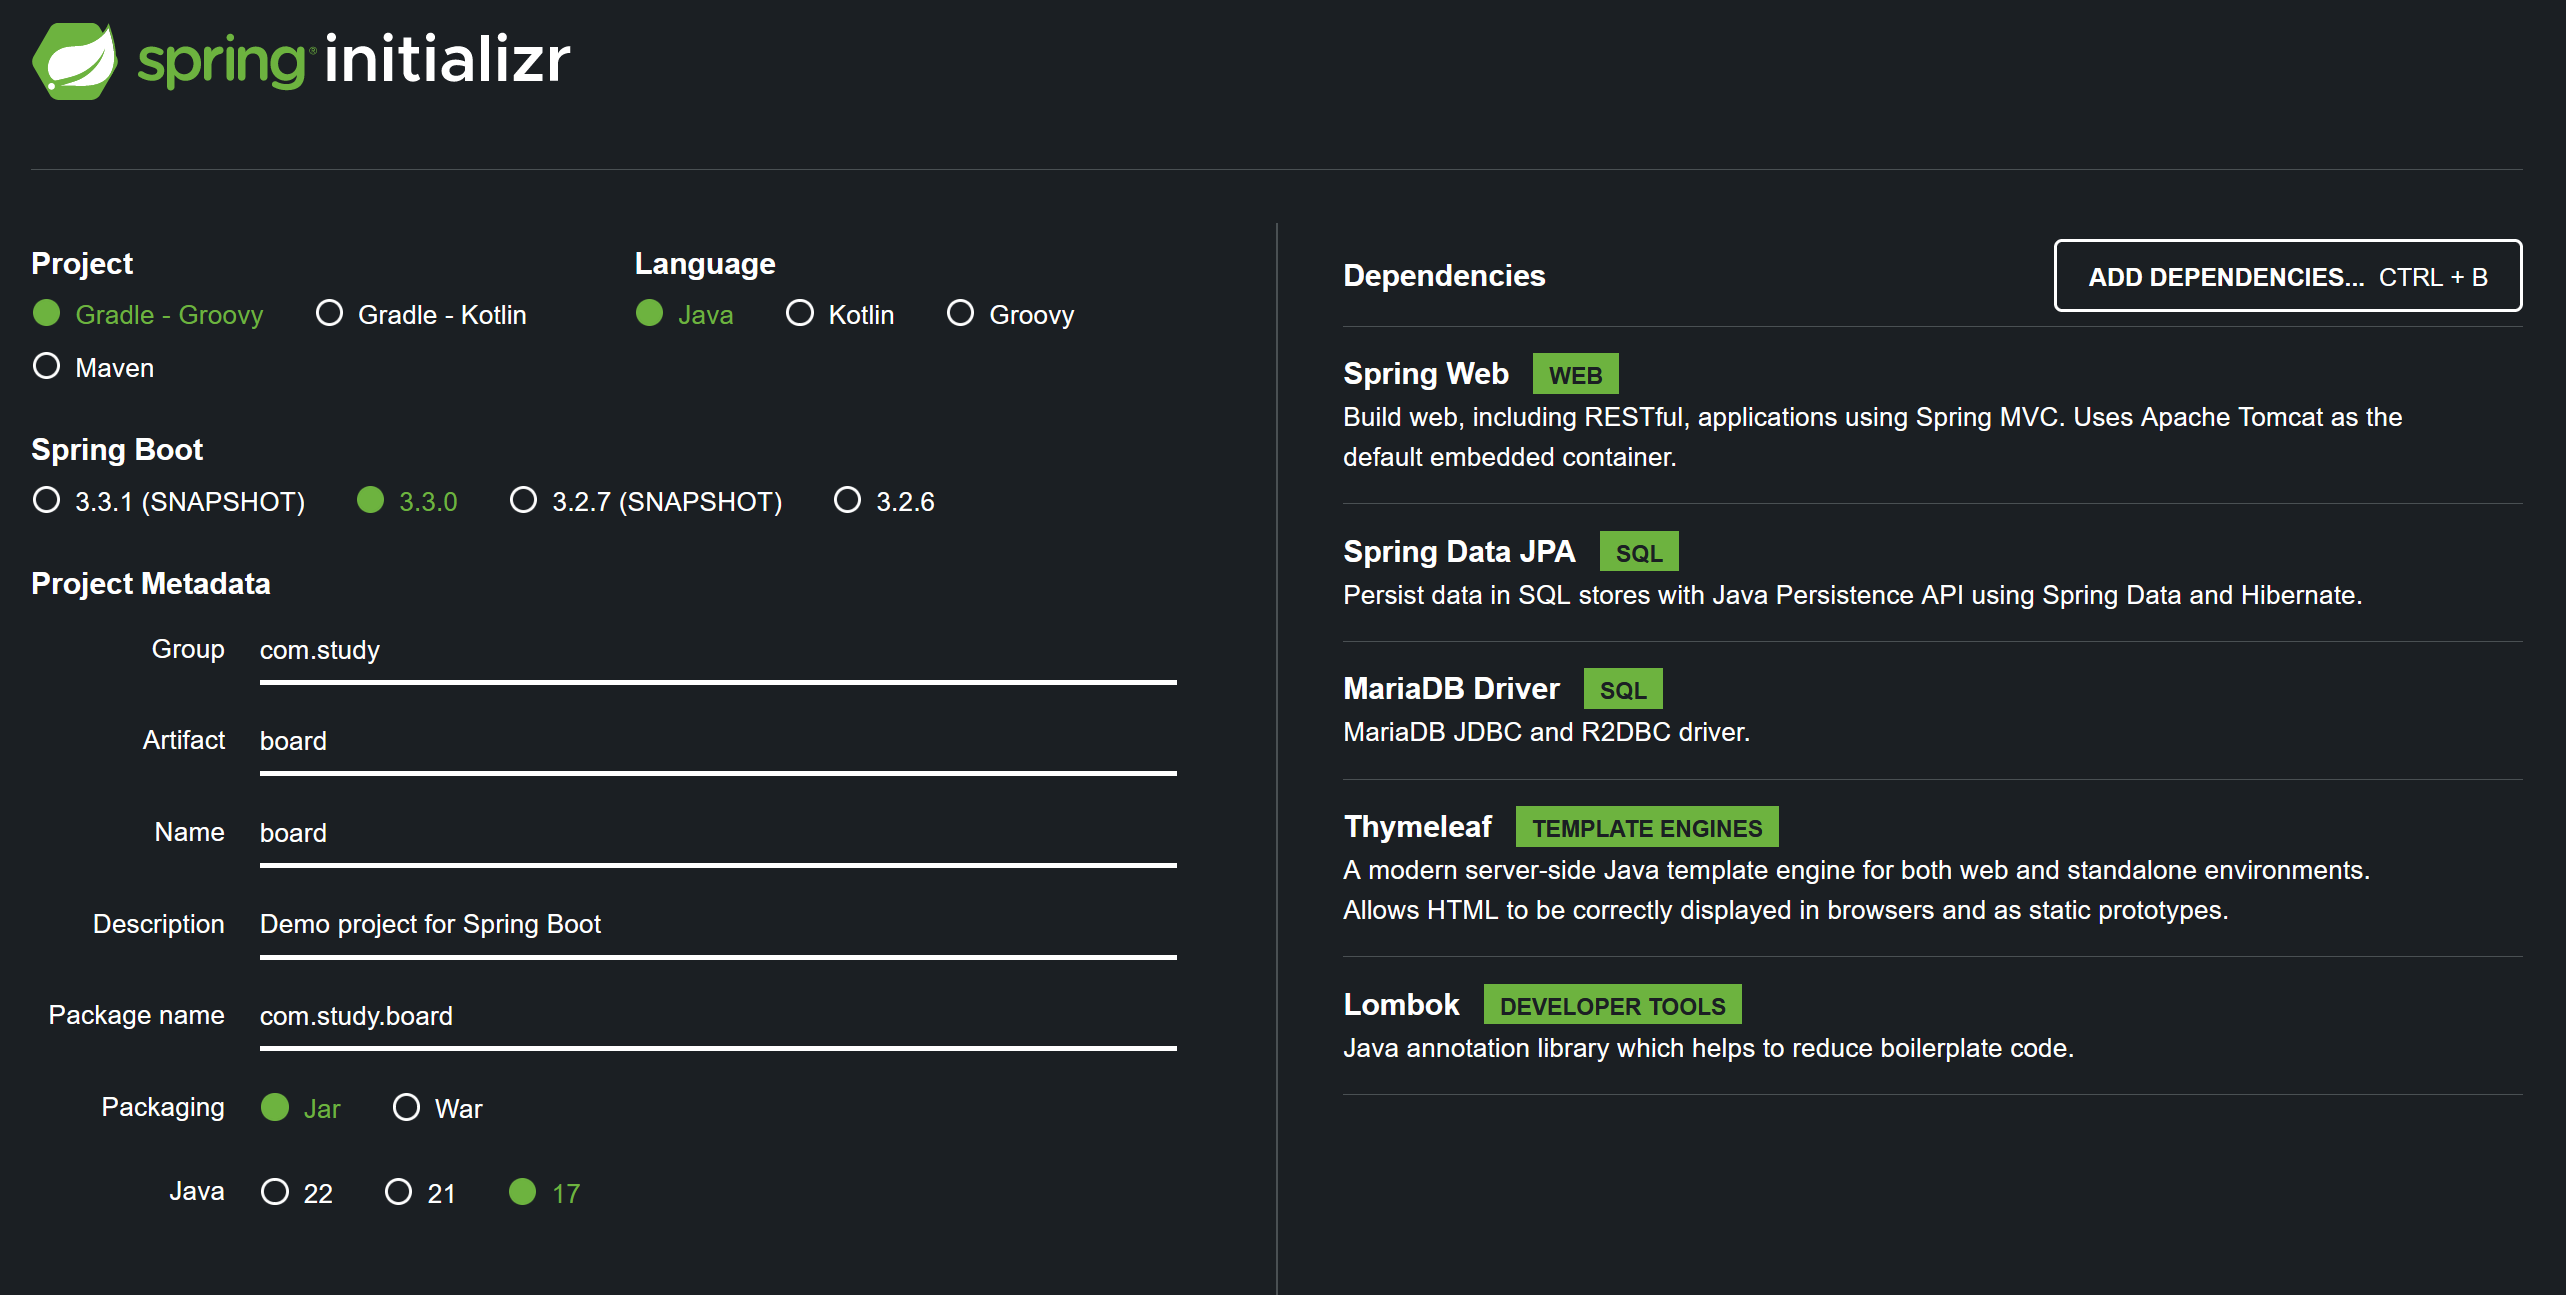 spring initializr
Project
Gradle - Groovy
Gradle - Kotlin
Maven
Language
Java
Kotlin
Groovy
Spring Boot
3.3.1 (SNAPSHOT)
3.3.0
3.2.7 (SNAPSHOT)
3.2.6
Project Metadata
Group com.study
Artifact board
Name board
Description Demo project for Spring Boot
Package name com.study.board
Packaging Jar War
Java 22 21 17
Dependencies
ADD DEPENDENCIES... CTRL + B
Spring Web WEB
Build web, including RESTful, applications using Spring MVC. Uses Apache Tomcat as the
default embedded container.
Spring Data JPA SQL
Persist data in SQL stores with Java Persistence API using Spring Data and Hibernate.
MariaDB Driver SQL
MariaDB JDBC and R2DBC driver.
Thymeleaf TEMPLATE ENGINES
A modern server-side Java template engine for both web and standalone environments.
Allows HTML to be correctly displayed in browsers and as static prototypes.
Lombok DEVELOPER TOOLS
Java annotation library which helps to reduce boilerplate code.